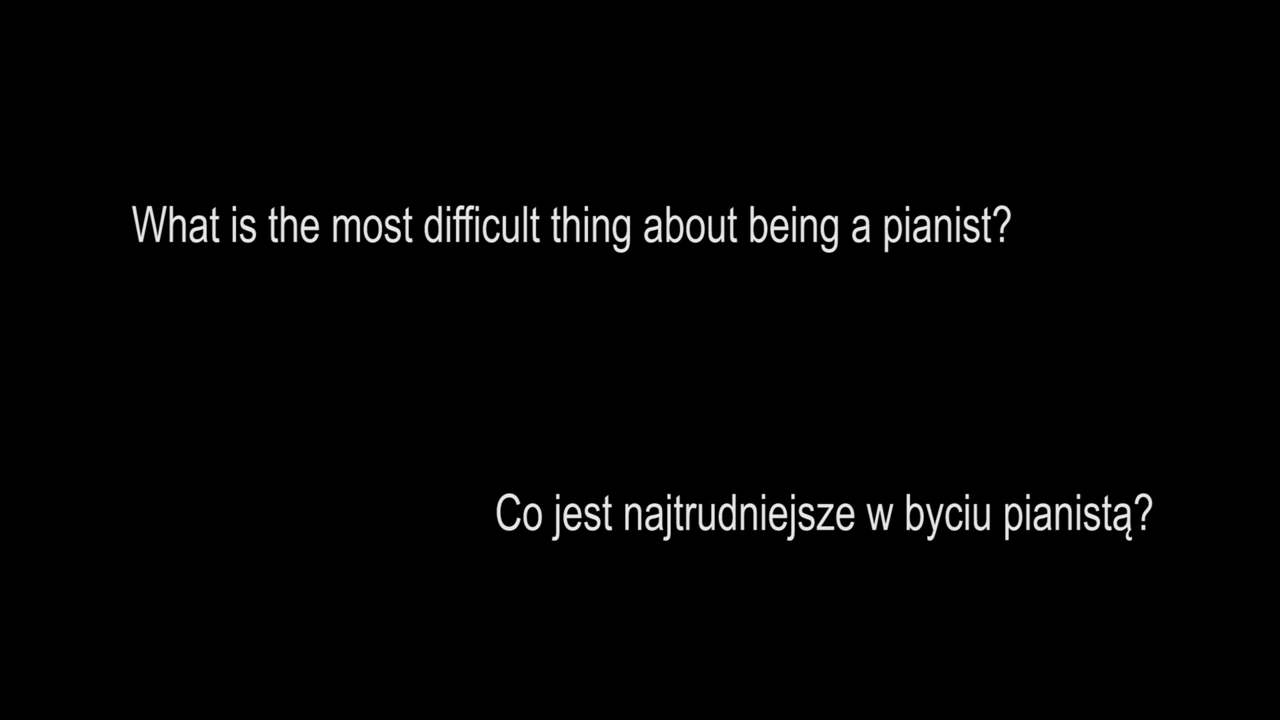 What is the most difficult thing about being a pianist?
Co jest najtrudniejsze w byciu pianistą?